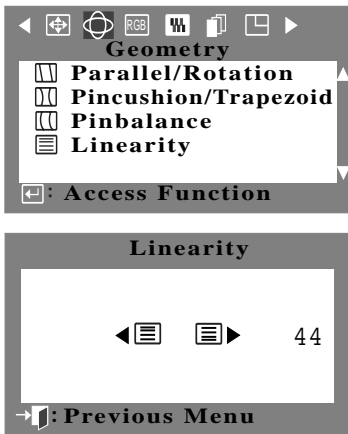 RGB
Geometry
Parallel/Rotation
Pincushion/Trapezoid
Pinbalance
Linearity
: Access Function
Linearity
44
: Previous Menu